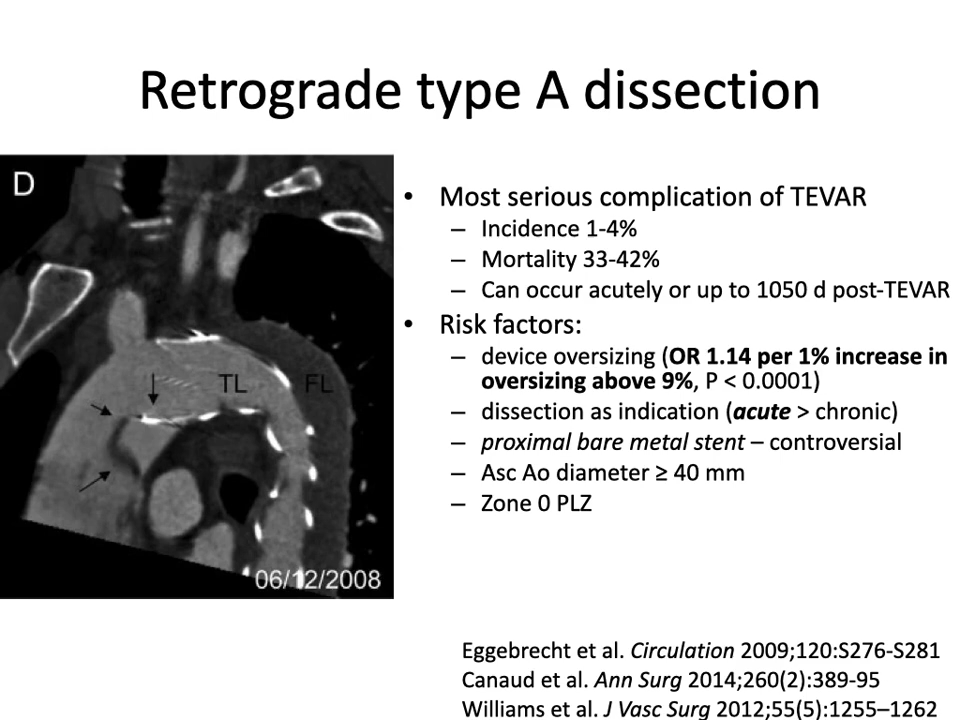 Retrograde type A dissection
D
TL
FL
06/12/2008
• Most serious complication of TEVAR
– Incidence 1-4%
– Mortality 33-42%
– Can occur acutely or up to 1050 d post-TEVAR
• Risk factors:
– device oversizing (OR 1.14 per 1% increase in
oversizing above 9%, P < 0.0001)
– dissection as indication (acute > chronic)
– proximal bare metal stent – controversial
– Asc Ao diameter ≥ 40 mm
– Zone 0 PLZ
Eggebrecht et al. Circulation 2009;120:S276-S281
Canaud et al. Ann Surg 2014;260(2):389-95
Williams et al. J Vasc Surg 2012;55(5):1255–1262